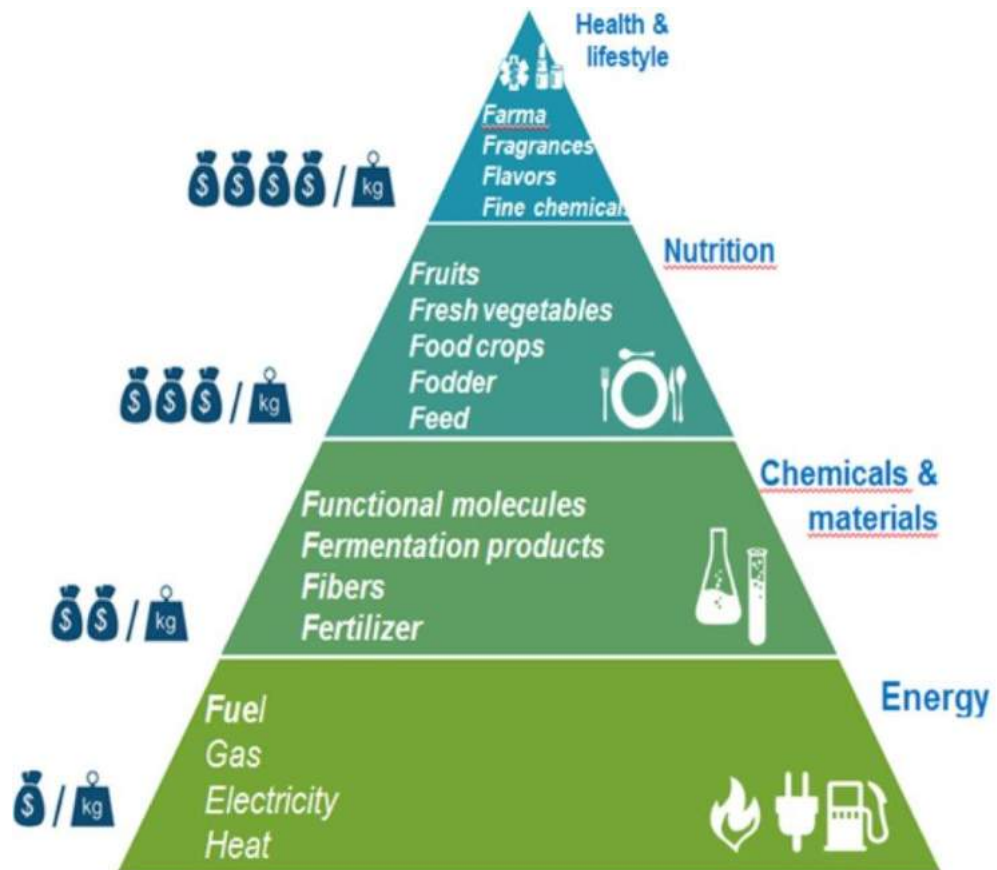 Health &
lifestyle
Farma
Fragrances
Flavors
Fine chemicals
$ $ $ $ / kg
Nutrition
Fruits
Fresh vegetables
Food crops
Fodder
Feed
$ $ $ / kg
Chemicals &
materials
Functional molecules
Fermentation products
Fibers
Fertilizer
$ $ / kg
Energy
Fuel
Gas
Electricity
Heat
$ / kg